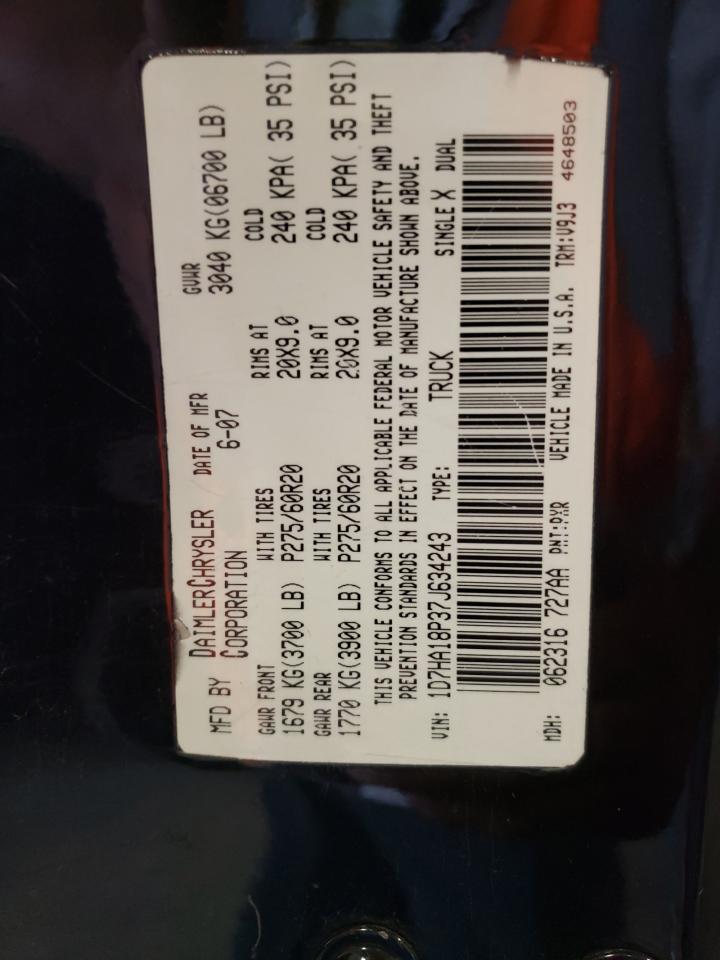 MFD BY DAIMLERCHRYSLER CORPORATION
DATE OF MFR 6-07
GVWR 3040 KG(06700 LB)
GAWR FRONT WITH TIRES RIMS AT COLD
1679 KG(3700 LB) P275/60R20 20X9.0 240 KPA( 35 PSI)
GAWR REAR WITH TIRES RIMS AT COLD
1770 KG(3900 LB) P275/60R20 20X9.0 240 KPA( 35 PSI)
THIS VEHICLE CONFORMS TO ALL APPLICABLE FEDERAL MOTOR VEHICLE SAFETY AND THEFT
PREVENTION STANDARDS IN EFFECT ON THE DATE OF MANUFACTURE SHOWN ABOVE.
VIN: 1D7HA18P37J634243 TYPE: TRUCK SINGLE X DUAL
MDH: 062316 727AA PNT:PXR VEHICLE MADE IN U.S.A. TRM:V9J3 4648503